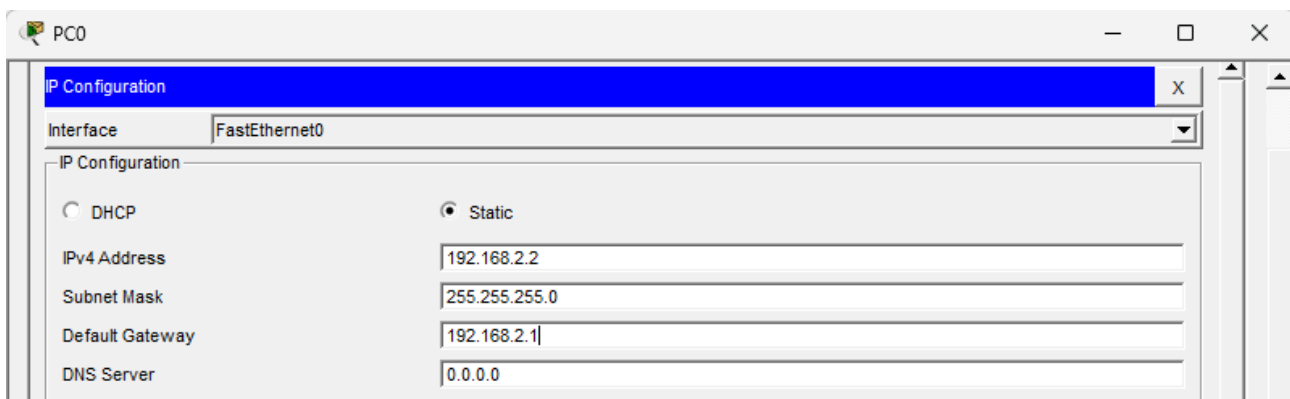 PC0
IP Configuration X
Interface FastEthernet0
IP Configuration
DHCP Static
IPv4 Address 192.168.2.2
Subnet Mask 255.255.255.0
Default Gateway 192.168.2.1
DNS Server 0.0.0.0